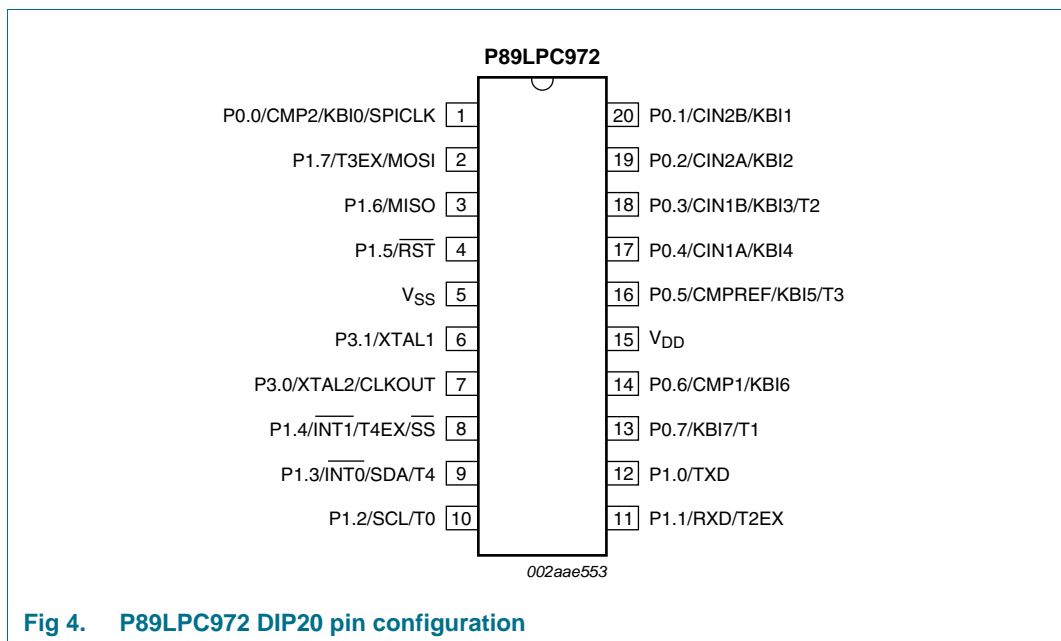 P89LPC972
P0.0/CMP2/KBI0/SPICLK 1 20 P0.1/CIN2B/KBI1
P1.7/T3EX/MOSI 2 19 P0.2/CIN2A/KBI2
P1.6/MISO 3 18 P0.3/CIN1B/KBI3/T2
P1.5/R̅S̅T̅ 4 17 P0.4/CIN1A/KBI4
VSS 5 16 P0.5/CMPREF/KBI5/T3
P3.1/XTAL1 6 15 VDD
P3.0/XTAL2/CLKOUT 7 14 P0.6/CMP1/KBI6
P1.4/I̅N̅T̅1̅/T4EX/S̅S̅ 8 13 P0.7/KBI7/T1
P1.3/I̅N̅T̅0̅/SDA/T4 9 12 P1.0/TXD
P1.2/SCL/T0 10 11 P1.1/RXD/T2EX
002aae553
Fig 4. P89LPC972 DIP20 pin configuration